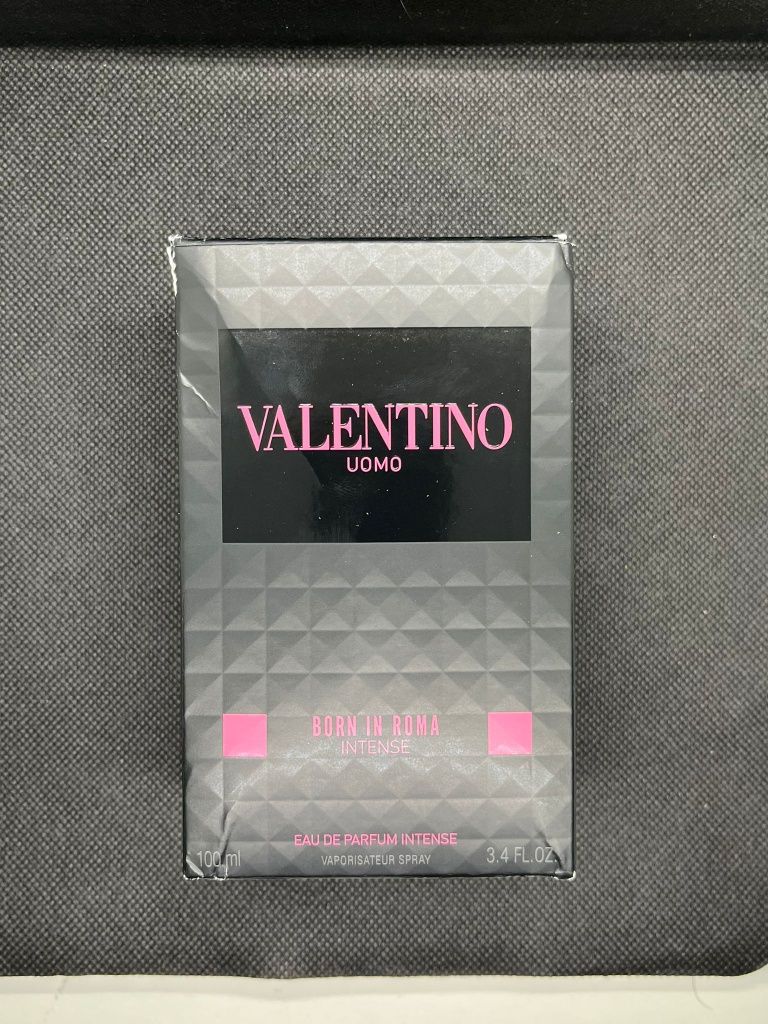 VALENTINO
UOMO
BORN IN ROMA
INTENSE
EAU DE PARFUM INTENSE
100 ml VAPORISATEUR SPRAY 3.4 FL.OZ.